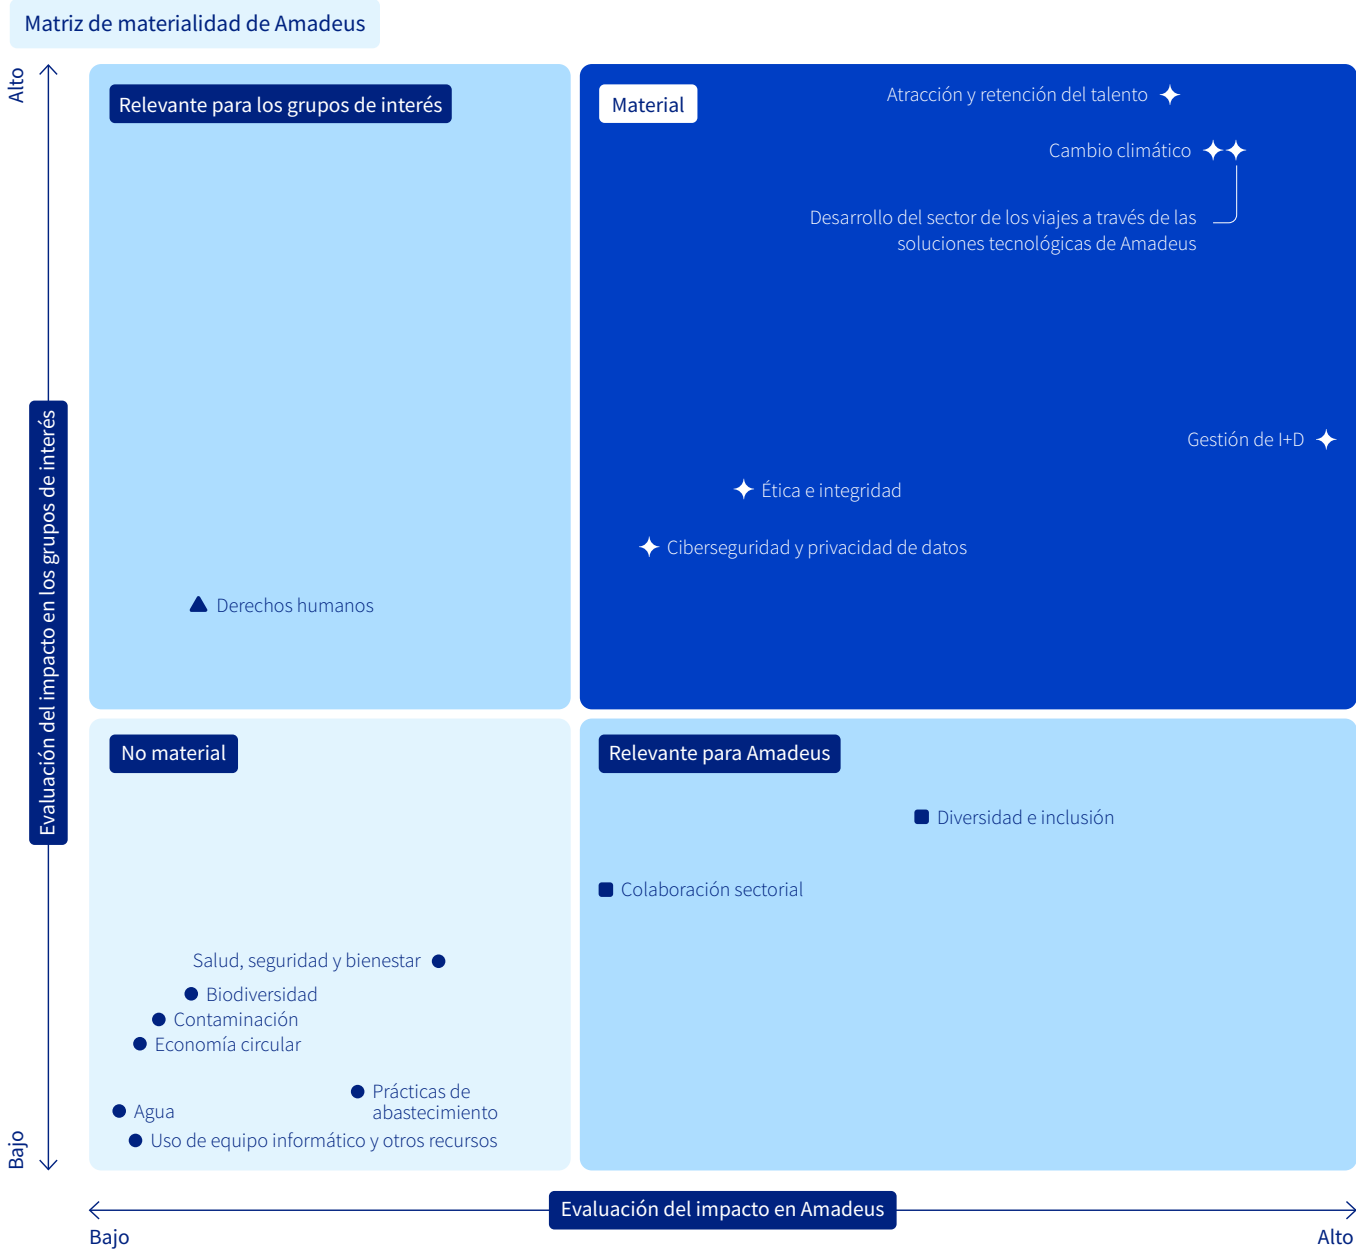 Matriz de materialidad de Amadeus
Alto
Relevante para los grupos de interés
Material
Atracción y retención del talento
Cambio climático
Desarrollo del sector de los viajes a través de las
soluciones tecnológicas de Amadeus
Gestión de I+D
Ética e integridad
Ciberseguridad y privacidad de datos
Derechos humanos
Evaluación del impacto en los grupos de interés
No material
Relevante para Amadeus
Diversidad e inclusión
Colaboración sectorial
Salud, seguridad y bienestar
Biodiversidad
Contaminación
Economía circular
Prácticas de
abastecimiento
Agua
Uso de equipo informático y otros recursos
Bajo
Evaluación del impacto en Amadeus
Bajo
Alto